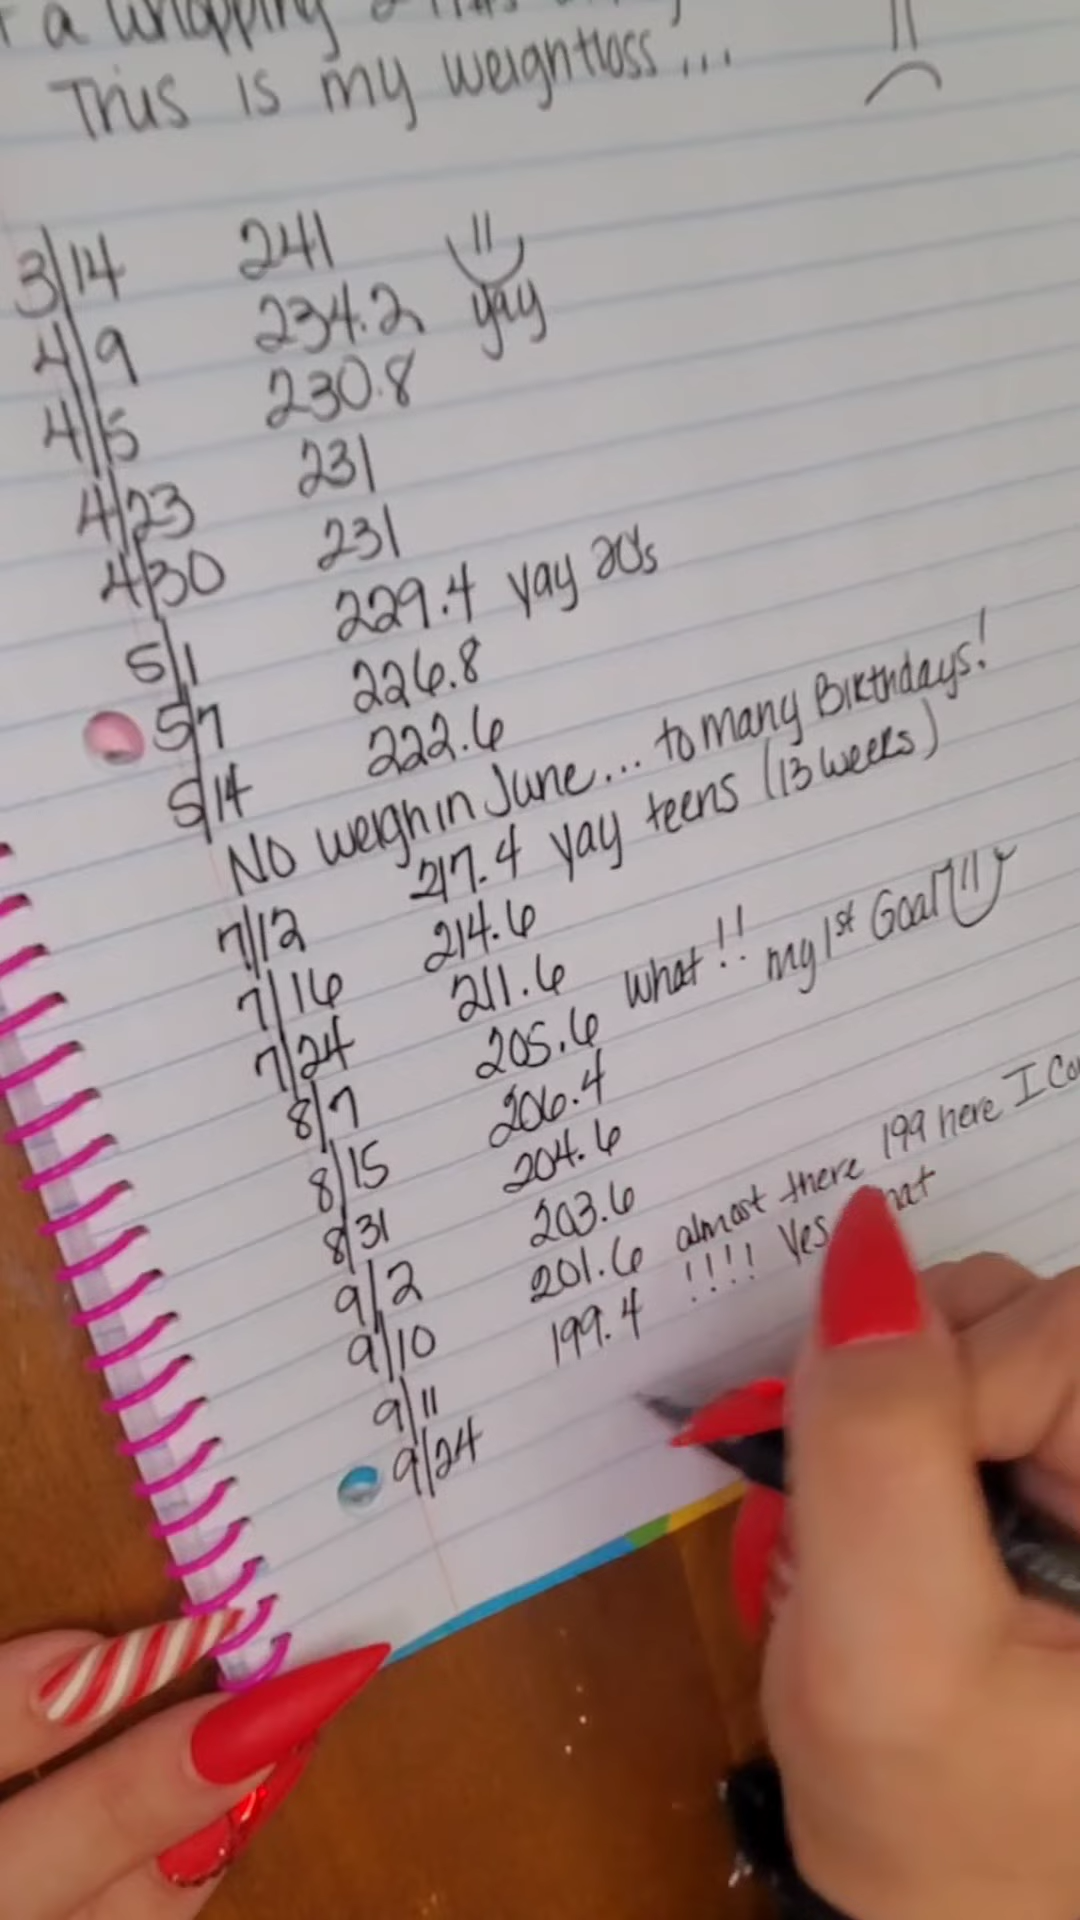 a whopping
This is my weightloss...
3/14 241
4/9 234.2 yay
4/15 230.8
4/23 231
4/30 231
5/1 229.4 yay 20's
5/7 226.8
5/14 222.6
NO weigh in June... to many Birthdays!
7/12 217.4 yay teens (13 weeks)
7/16 214.6
7/24 211.6
8/7 205.6 what!! my 1st Goal
8/15 206.4
8/31 204.6
9/2 203.6
9/10 201.6 almost there 199 here I
9/11 199.4 !!!! Yes
9/24